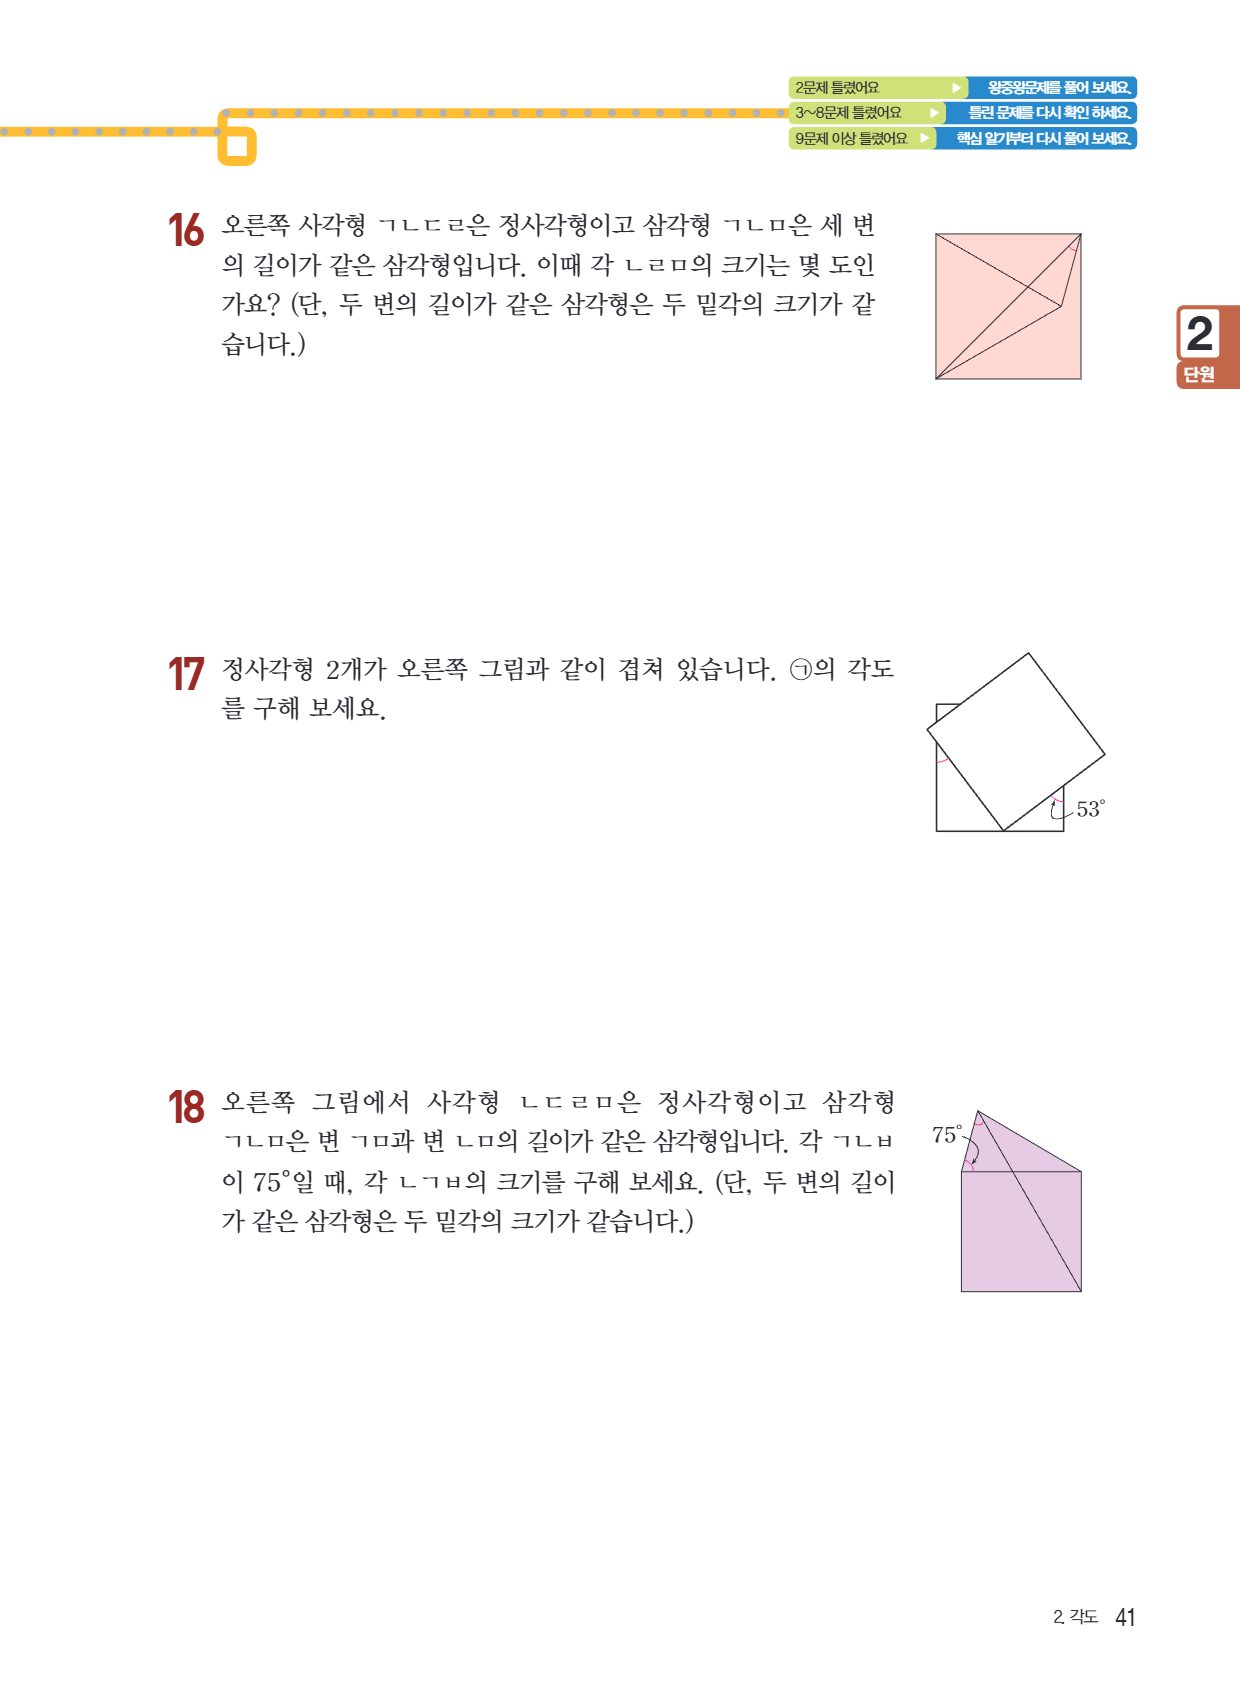 2문제 틀렸어요 ▶ 왕중왕문제를 풀어 보세요.
3~8문제 틀렸어요 ▶ 틀린 문제를 다시 확인 하세요.
9문제 이상 틀렸어요 ▶ 핵심 알기부터 다시 풀어 보세요.
16 오른쪽 사각형 ㄱㄴㄷㄹ은 정사각형이고 삼각형 ㄱㄴㅁ은 세 변
의 길이가 같은 삼각형입니다. 이때 각 ㄴㄹㅁ의 크기는 몇 도인
가요? (단, 두 변의 길이가 같은 삼각형은 두 밑각의 크기가 같
습니다.)
2
단원
17 정사각형 2개가 오른쪽 그림과 같이 겹쳐 있습니다. ㉠의 각도
를 구해 보세요.
53°
18 오른쪽 그림에서 사각형 ㄴㄷㄹㅁ은 정사각형이고 삼각형
ㄱㄴㅁ은 변 ㄱㅁ과 변 ㄴㅁ의 길이가 같은 삼각형입니다. 각 ㄱㄴㅂ
이 75°일 때, 각 ㄴㄱㅂ의 크기를 구해 보세요. (단, 두 변의 길이
가 같은 삼각형은 두 밑각의 크기가 같습니다.)
75°
2. 각도 41